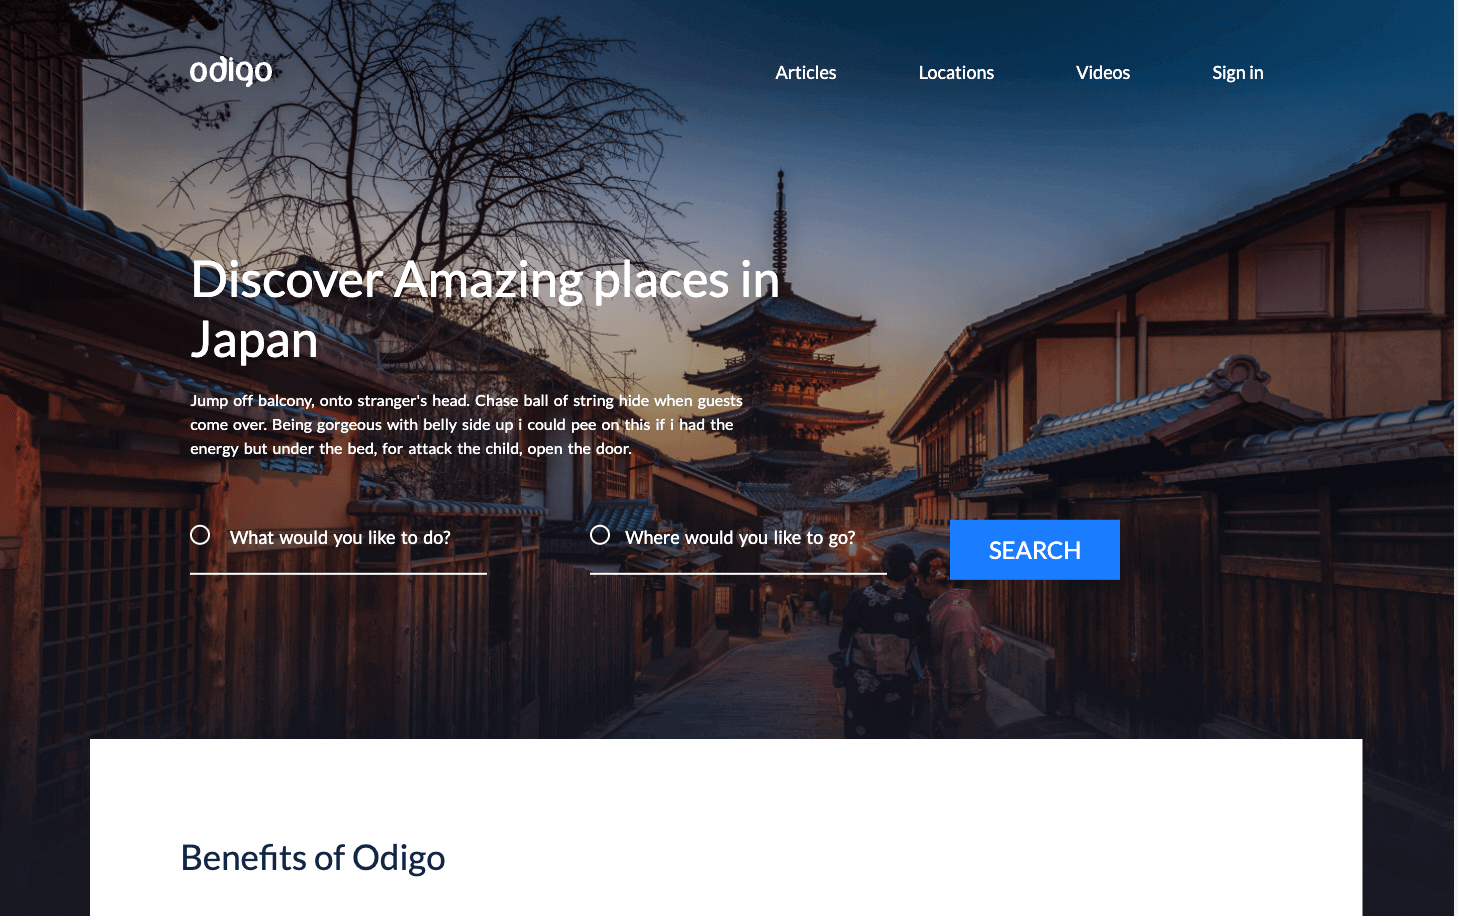 odigo
Articles Locations Videos Sign in
Discover Amazing places in
Japan
Jump off balcony, onto stranger's head. Chase ball of string hide when guests
come over. Being gorgeous with belly side up i could pee on this if i had the
energy but under the bed, for attack the child, open the door.
What would you like to do? Where would you like to go? SEARCH
Benefits of Odigo